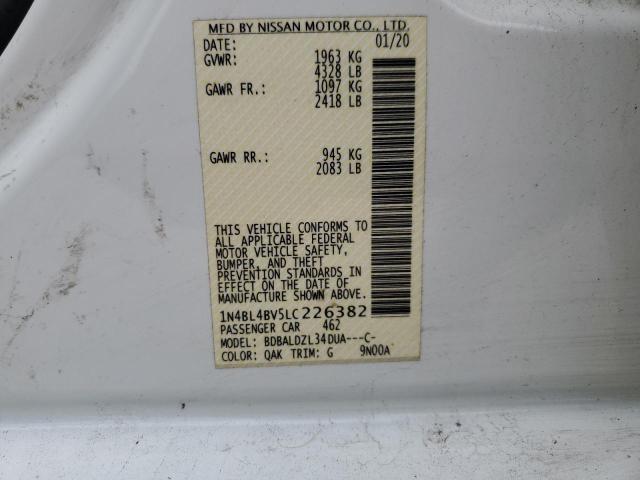 MFD BY NISSAN MOTOR CO., LTD.
DATE: 01/20
GVWR: 1963 KG
4328 LB
GAWR FR.: 1097 KG
2418 LB
GAWR RR.: 945 KG
2083 LB
THIS VEHICLE CONFORMS TO
ALL APPLICABLE FEDERAL
MOTOR VEHICLE SAFETY,
BUMPER, AND THEFT
PREVENTION STANDARDS IN
EFFECT ON THE DATE OF
MANUFACTURE SHOWN ABOVE.
1N4BL4BV5LC226382
PASSENGER CAR 462
MODEL: BDBALDZL34DUA---C-
COLOR: QAK TRIM: G 9N00A